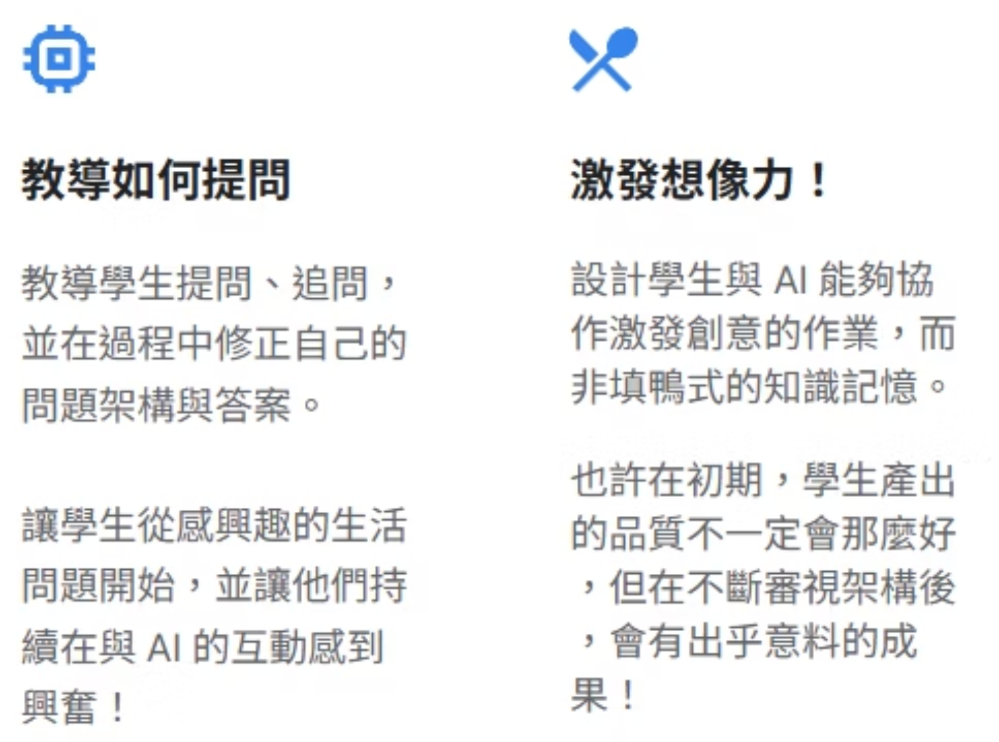 教導如何提問
教導學生提問、追問，
並在過程中修正自己的
問題架構與答案。
讓學生從感興趣的生活
問題開始，並讓他們持
續在與 AI 的互動感到
興奮！
激發想像力！
設計學生與 AI 能夠協
作激發創意的作業，而
非填鴨式的知識記憶。
也許在初期，學生產出
的品質不一定會那麼好
，但在不斷審視架構後
，會有出乎意料的成
果！